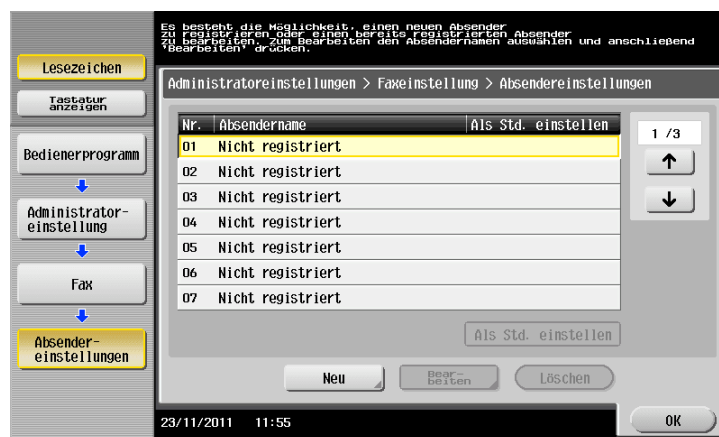 Es besteht die Möglichkeit, einen neuen Absender
zu registrieren oder einen bereits registrierten Absender
zu bearbeiten. Zum Bearbeiten den Absendernamen auswählen und anschließend
'Bearbeiten' drücken.
Lesezeichen
Tastatur
anzeigen
Bedienerprogramm
Administrator-
einstellung
Fax
Absender-
einstellungen
Administratoreinstellungen > Faxeinstellung > Absendereinstellungen
Nr. Absendername Als Std. einstellen
01 Nicht registriert
02 Nicht registriert
03 Nicht registriert
04 Nicht registriert
05 Nicht registriert
06 Nicht registriert
07 Nicht registriert
1 /3
↑
↓
Als Std. einstellen
Neu
Bear-
beiten
Löschen
23/11/2011 11:55
OK